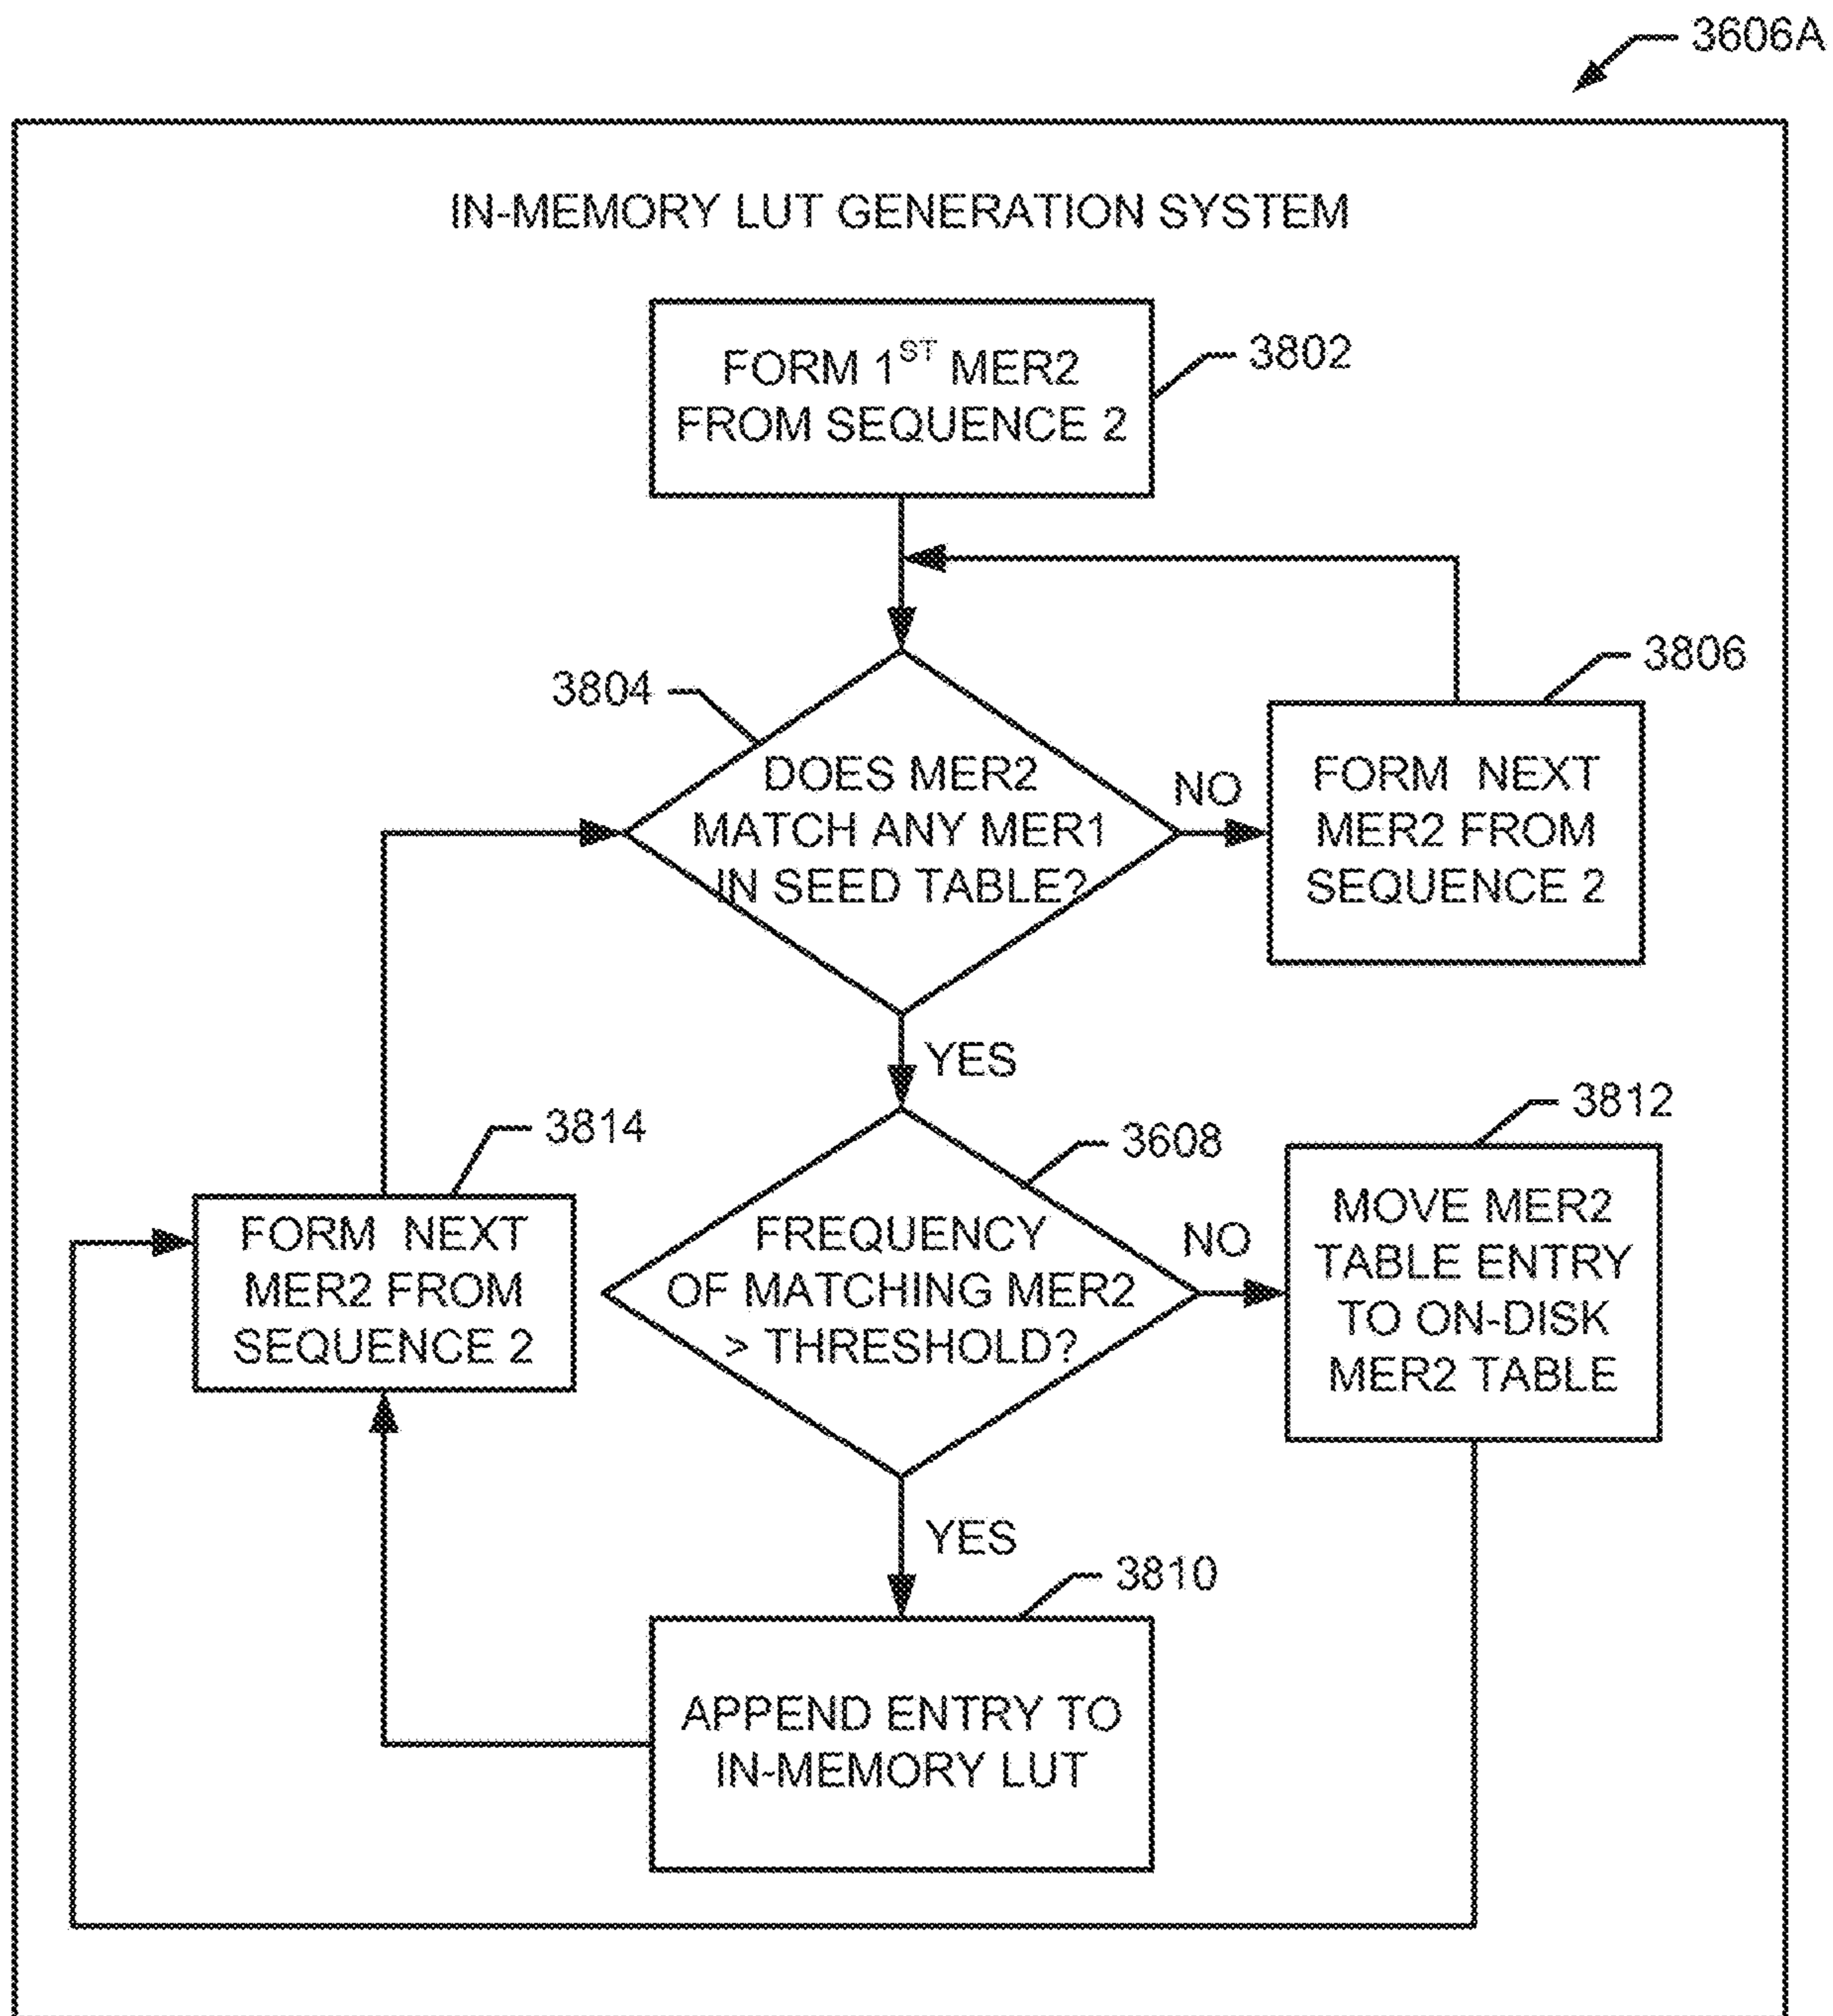 3606A
IN-MEMORY LUT GENERATION SYSTEM
FORM 1ST MER2
FROM SEQUENCE 2
3802
3804
DOES MER2
MATCH ANY MER1
IN SEED TABLE?
NO
3806
FORM NEXT
MER2 FROM
SEQUENCE 2
YES
3814
FORM NEXT
MER2 FROM
SEQUENCE 2
3608
FREQUENCY
OF MATCHING MER2
> THRESHOLD?
NO
3812
MOVE MER2
TABLE ENTRY
TO ON-DISK
MER2 TABLE
YES
3810
APPEND ENTRY TO
IN-MEMORY LUT